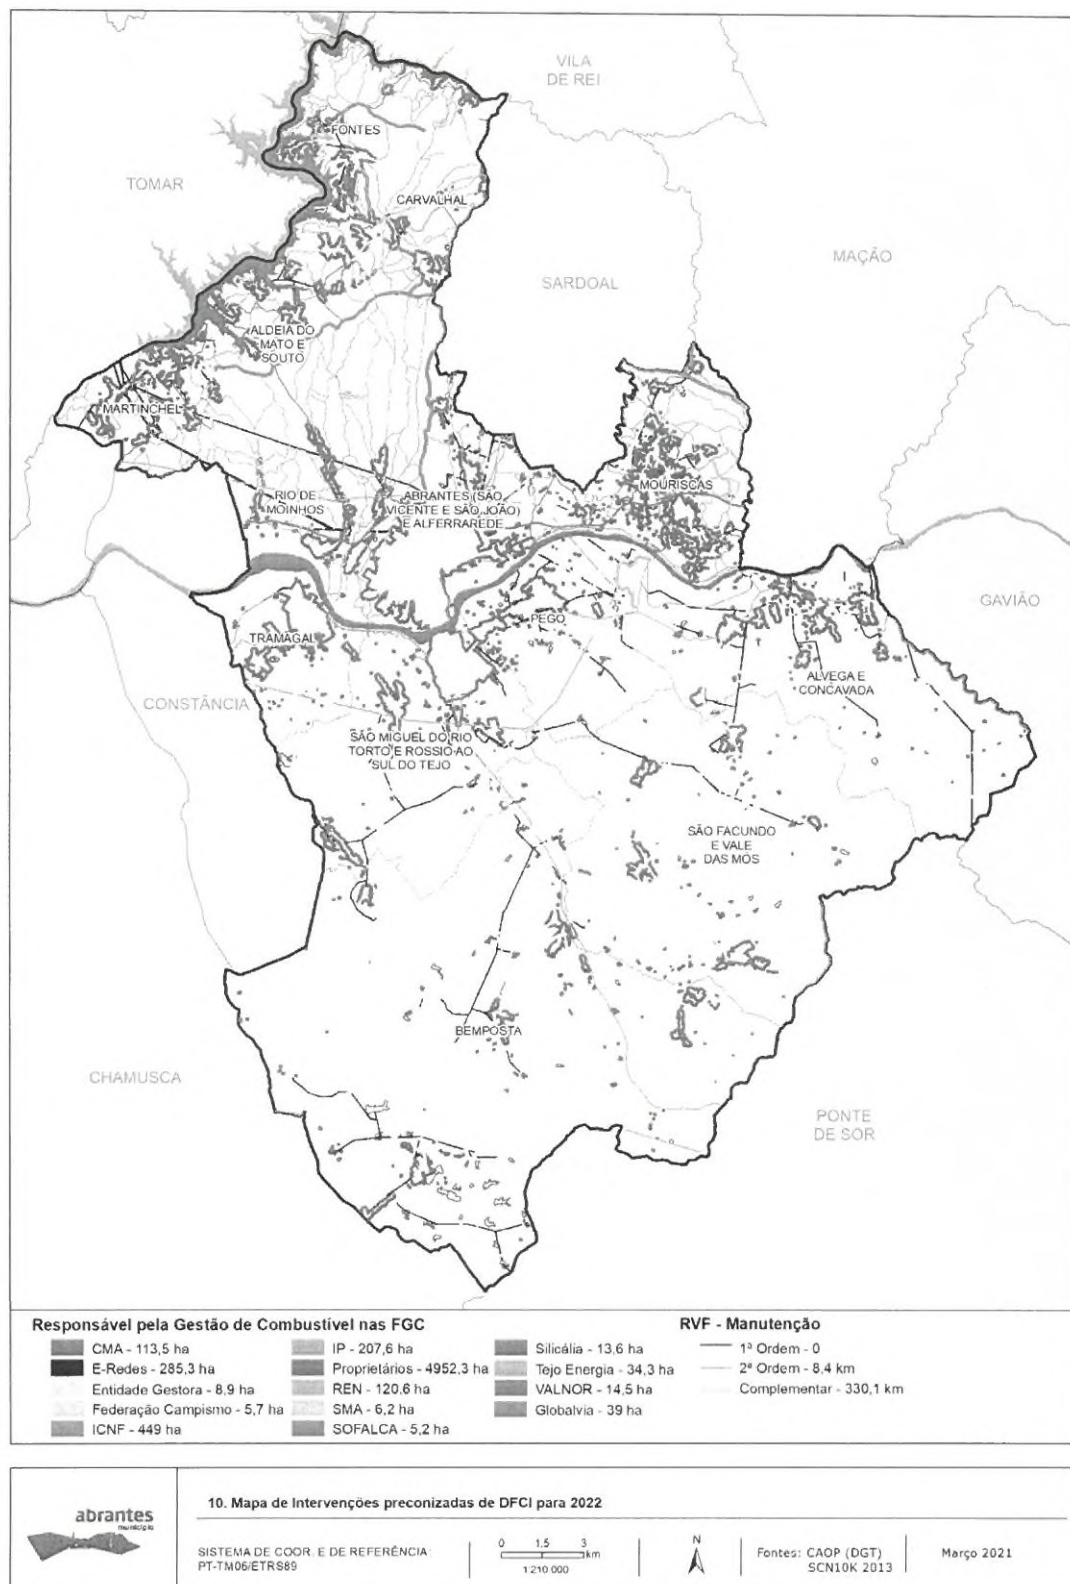 VILA
DE REI
FONTES
TOMAR
CARVALHAL
MAÇÃO
SARDOAL
ALDEIA DO
MATO E
SOUTO
MARTINCHEL
MOURISCAS
RIO DE
MOINHOS
ABRANTES (SÃO
VICENTE E SÃO JOÃO)
E ALFERRAREDE
GAVIÃO
PEGO
TRAMAGAL
ALVEGA E
CONCAVADA
CONSTÂNCIA
SÃO MIGUEL DO RIO
TORTO E ROSSIO AO
SUL DO TEJO
SÃO FACUNDO
E VALE
DAS MÓS
BEMPOSTA
CHAMUSCA
PONTE
DE SOR
Responsável pela Gestão de Combustível nas FGC
CMA - 113,5 ha
E-Redes - 285,3 ha
Entidade Gestora - 8,9 ha
Federação Campismo - 5,7 ha
ICNF - 449 ha
IP - 207,6 ha
Proprietários - 4952,3 ha
REN - 120,6 ha
SMA - 6,2 ha
SOFALCA - 5,2 ha
Silicália - 13,6 ha
Tejo Energia - 34,3 ha
VALNOR - 14,5 ha
Globalvia - 39 ha
RVF - Manutenção
1ª Ordem - 0
2ª Ordem - 8,4 km
Complementar - 330,1 km
abrantes
município
10. Mapa de Intervenções preconizadas de DFCI para 2022
SISTEMA DE COOR. E DE REFERÊNCIA:
PT-TM06/ETRS89
0 1,5 3
km
1:210 000
N
Fontes: CAOP (DGT)
SCN10K 2013
Março 2021